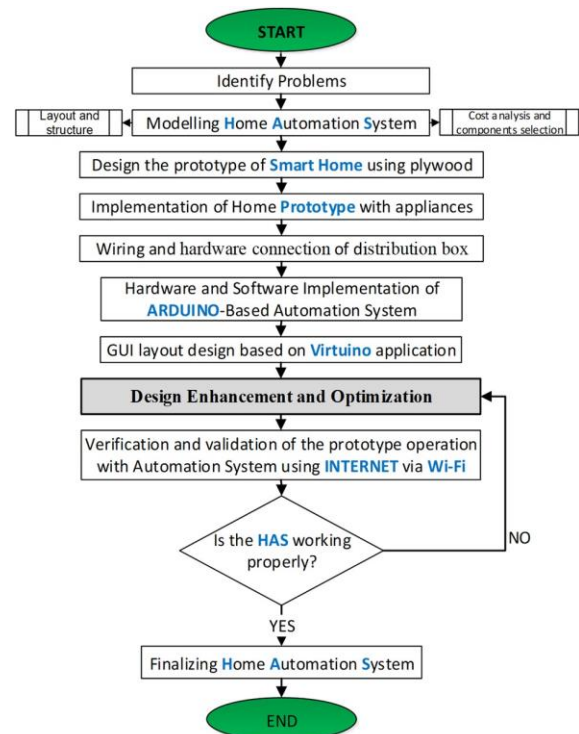 START
Identify Problems
Layout and
structure
Modelling Home Automation System
Cost analysis and
components selection
Design the prototype of Smart Home using plywood
Implementation of Home Prototype with appliances
Wiring and hardware connection of distribution box
Hardware and Software Implementation of
ARDUINO-Based Automation System
GUI layout design based on Virtuino application
Design Enhancement and Optimization
Verification and validation of the prototype operation
with Automation System using INTERNET via Wi-Fi
Is the HAS working
properly?
NO
YES
Finalizing Home Automation System
END